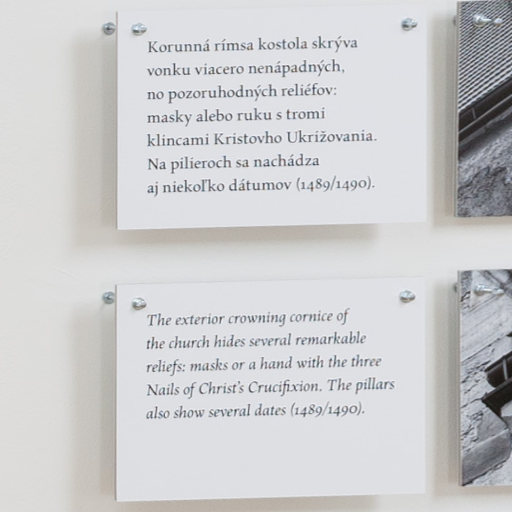 Korunná rímsa kostola skrýva
vonku viacero nenápadných,
no pozoruhodných reliéfov:
masky alebo ruku s tromi
klincami Kristovho Ukrižovania.
Na pilieroch sa nachádza
aj niekoľko dátumov (1489/1490).
The exterior crowning cornice of
the church hides several remarkable
reliefs: masks or a hand with the three
Nails of Christ's Crucifixion. The pillars
also show several dates (1489/1490).